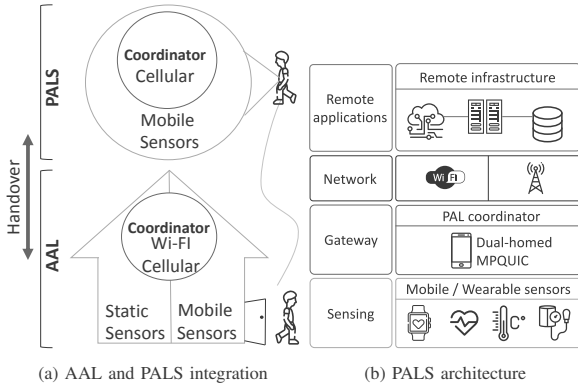 PALS
Coordinator
Cellular
Mobile
Sensors
Handover
AAL
Coordinator
Wi-FI
Cellular
Static
Sensors
Mobile
Sensors
(a) AAL and PALS integration
Remote
applications
Remote infrastructure
Network
Wi Fi
Gateway
PAL coordinator
Dual-homed
MPQUIC
Sensing
Mobile / Wearable sensors
C°
(b) PALS architecture